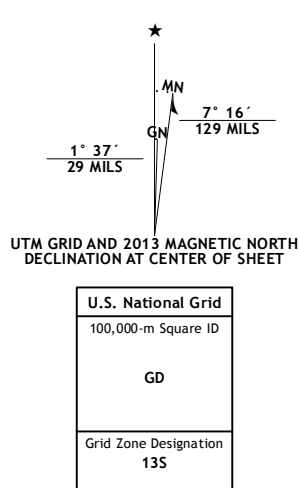 ★
MN
GN
7° 16´
129 MILS
1° 37´
29 MILS
UTM GRID AND 2013 MAGNETIC NORTH
DECLINATION AT CENTER OF SHEET
U.S. National Grid
100,000-m Square ID
GD
Grid Zone Designation
13S